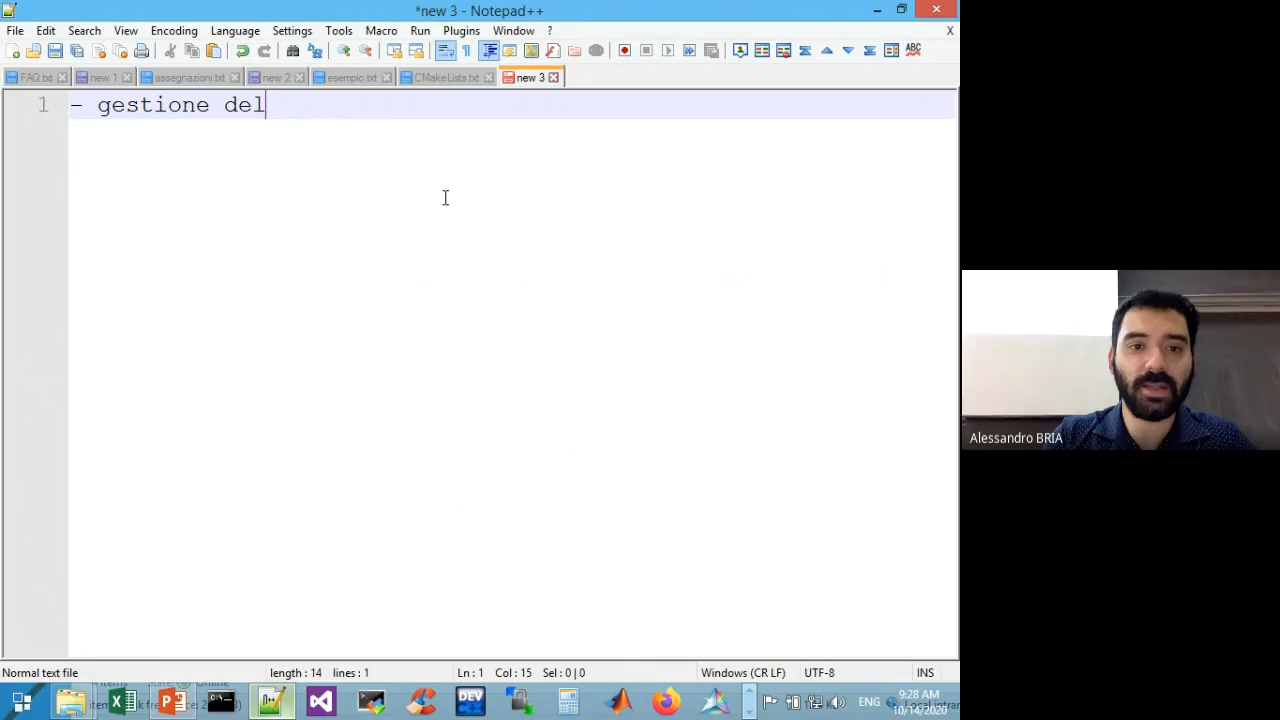 *new 3 - Notepad++
File Edit Search View Encoding Language Settings Tools Macro Run Plugins Window ? X
FAQ.txt new 1 assegnazioni.txt new 2 esempio.txt CMakeLists.txt new 3
1 - gestione del
Alessandro BRIA
Normal text file length : 14 lines : 1 Ln : 1 Col : 15 Sel : 0 | 0 Windows (CR LF) UTF-8 INS
DEV ENG 9:28 AM
10/14/2020